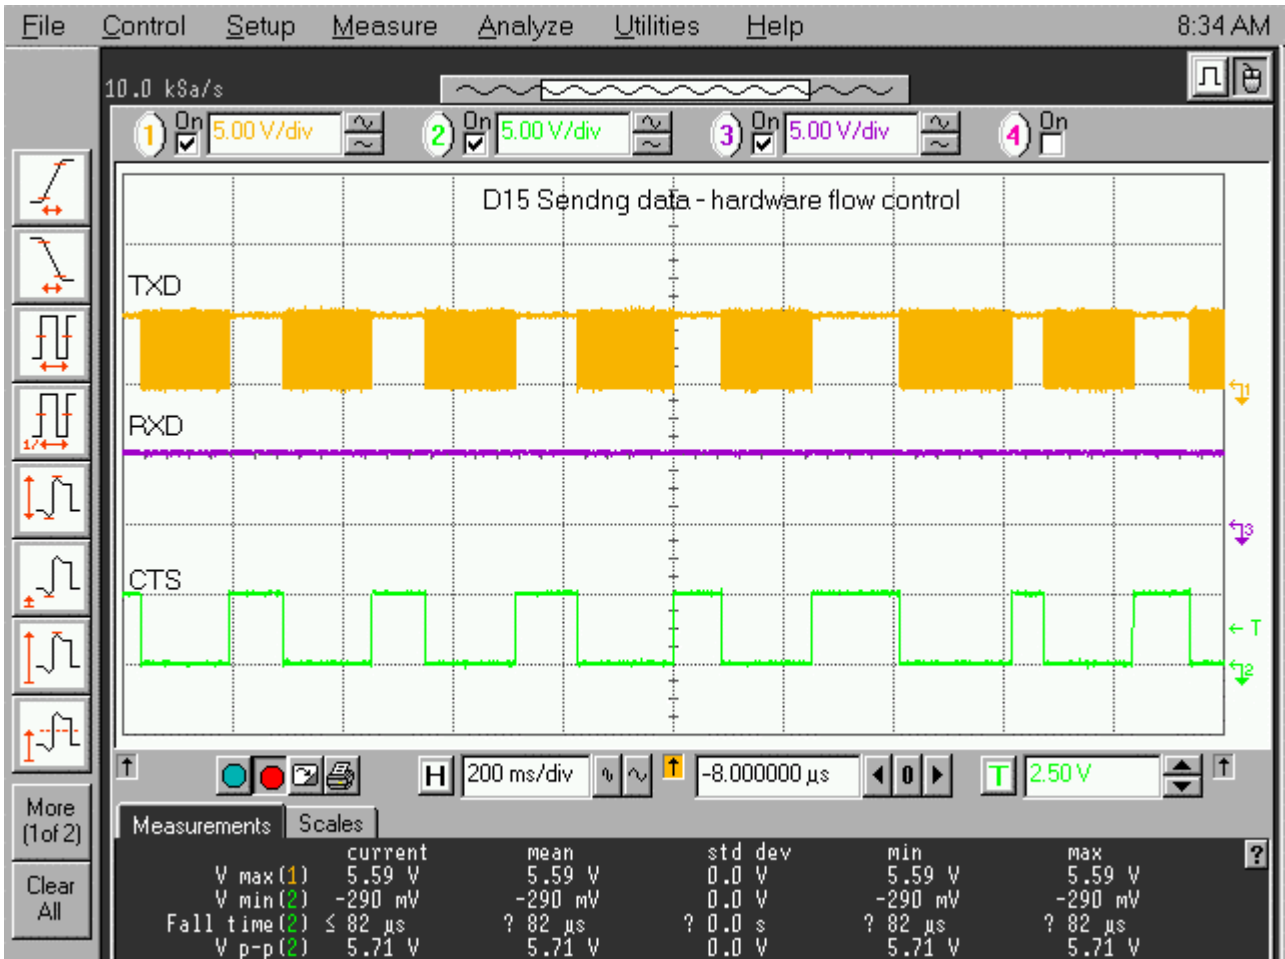 File Control Setup Measure Analyze Utilities Help 8:34 AM
10.0 kSa/s
1 On 5.00 V/div 2 On 5.00 V/div 3 On 5.00 V/div 4 On
D15 Sendng data - hardware flow control
TXD
1
RXD
3
CTS
T
2
1/
H 200 ms/div -8.000000 µs 0 T 2.50 V
More
(1of 2)
Clear
All
Measurements Scales
?
current mean std dev min max
V max(1) 5.59 V 5.59 V 0.0 V 5.59 V 5.59 V
V min(2) -290 mV -290 mV 0.0 V -290 mV -290 mV
Fall time(2) ≤ 82 µs ? 82 µs ? 0.0 s ? 82 µs ? 82 µs
V p-p(2) 5.71 V 5.71 V 0.0 V 5.71 V 5.71 V